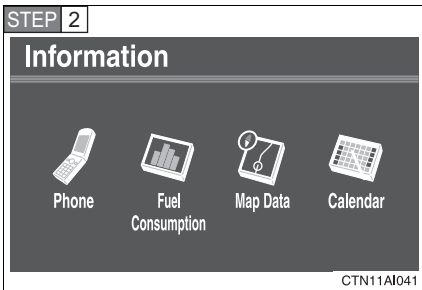 STEP 2
Information
Phone
Fuel
Consumption
Map Data
Calendar
CTN11AI041